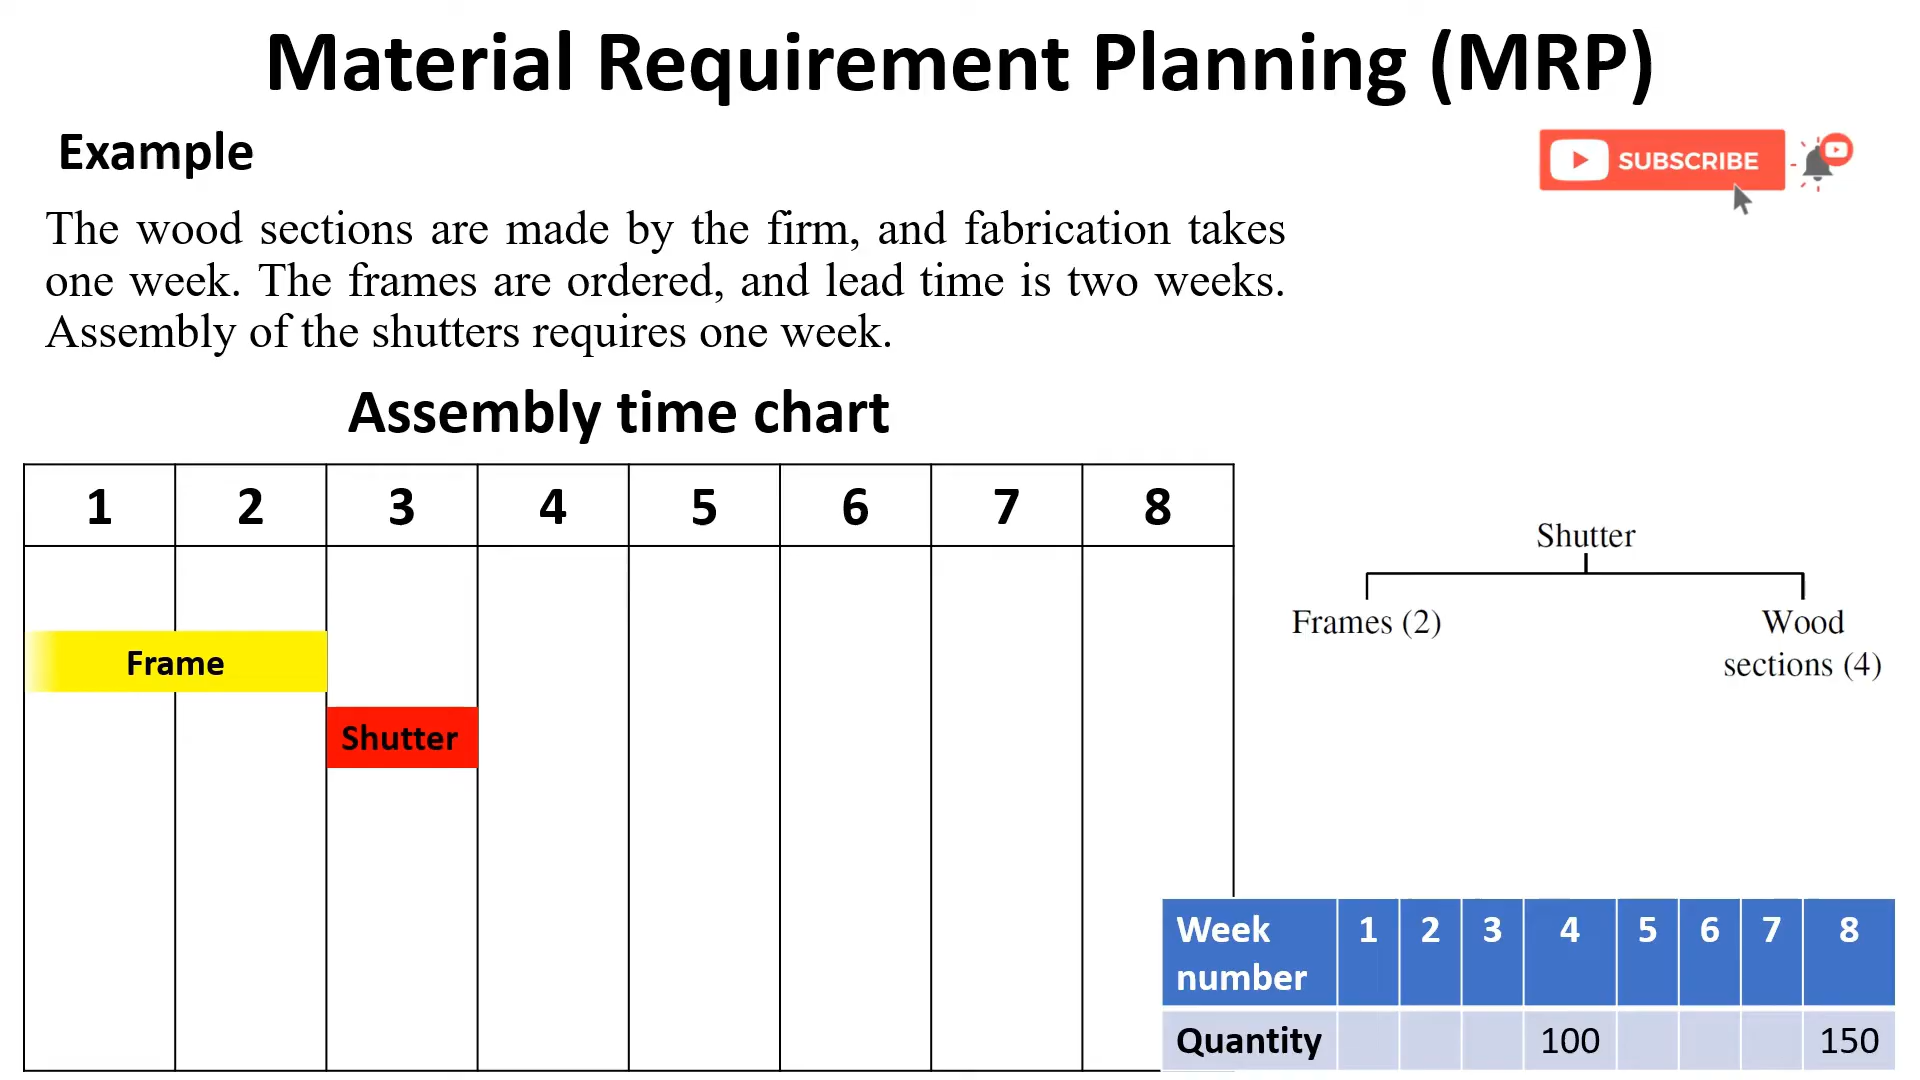 Material Requirement Planning (MRP)
Example
SUBSCRIBE
The wood sections are made by the firm, and fabrication takes
one week. The frames are ordered, and lead time is two weeks.
Assembly of the shutters requires one week.
Assembly time chart
1 2 3 4 5 6 7 8
Frame
Shutter
Shutter
Frames (2)
Wood
sections (4)
Week
number 1 2 3 4 5 6 7 8
Quantity 100 150